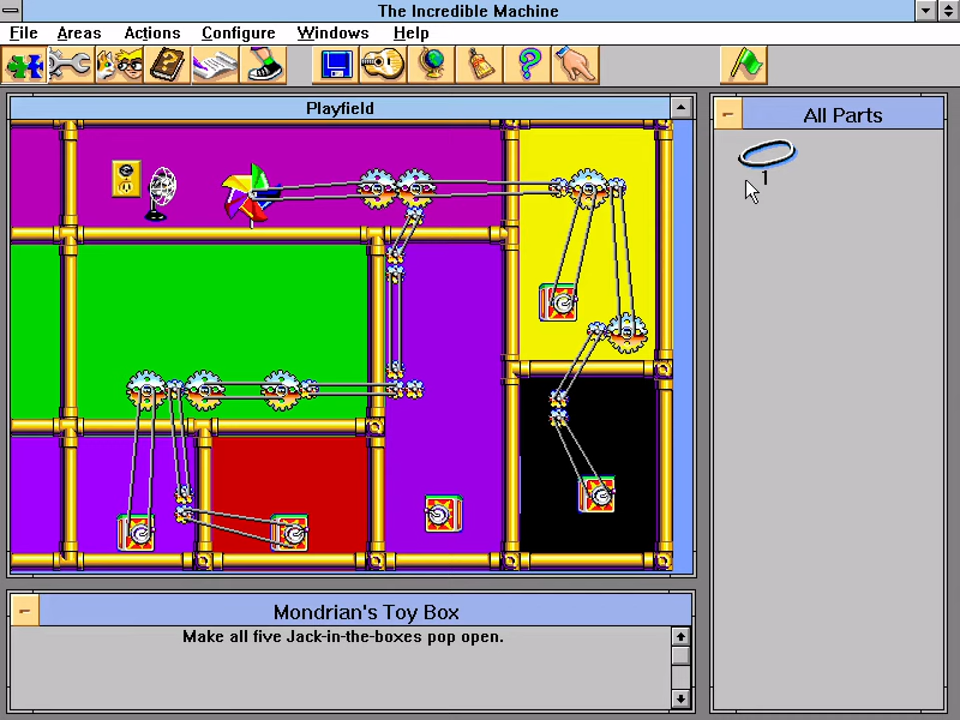 The Incredible Machine
File Areas Actions Configure Windows Help
Playfield
All Parts
1
Mondrian's Toy Box
Make all five Jack-in-the-boxes pop open.